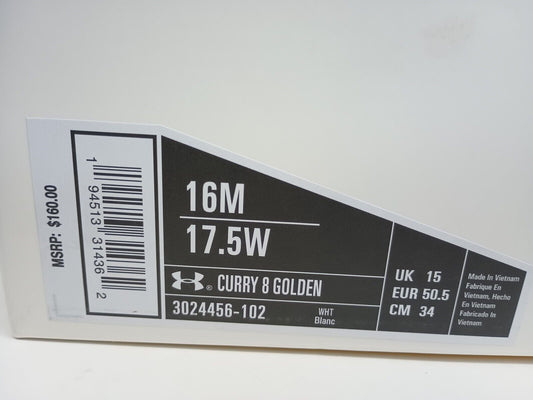 MSRP: $160.00
1 94513 31436 2
16M
17.5W
® CURRY 8 GOLDEN
3024456-102
WHT
Blanc
UK 15
EUR 50.5
CM 34
Made In Vietnam
Fabrique En
Vietnam, Hecho
En Vietnam
Fabricado In
Vietnam